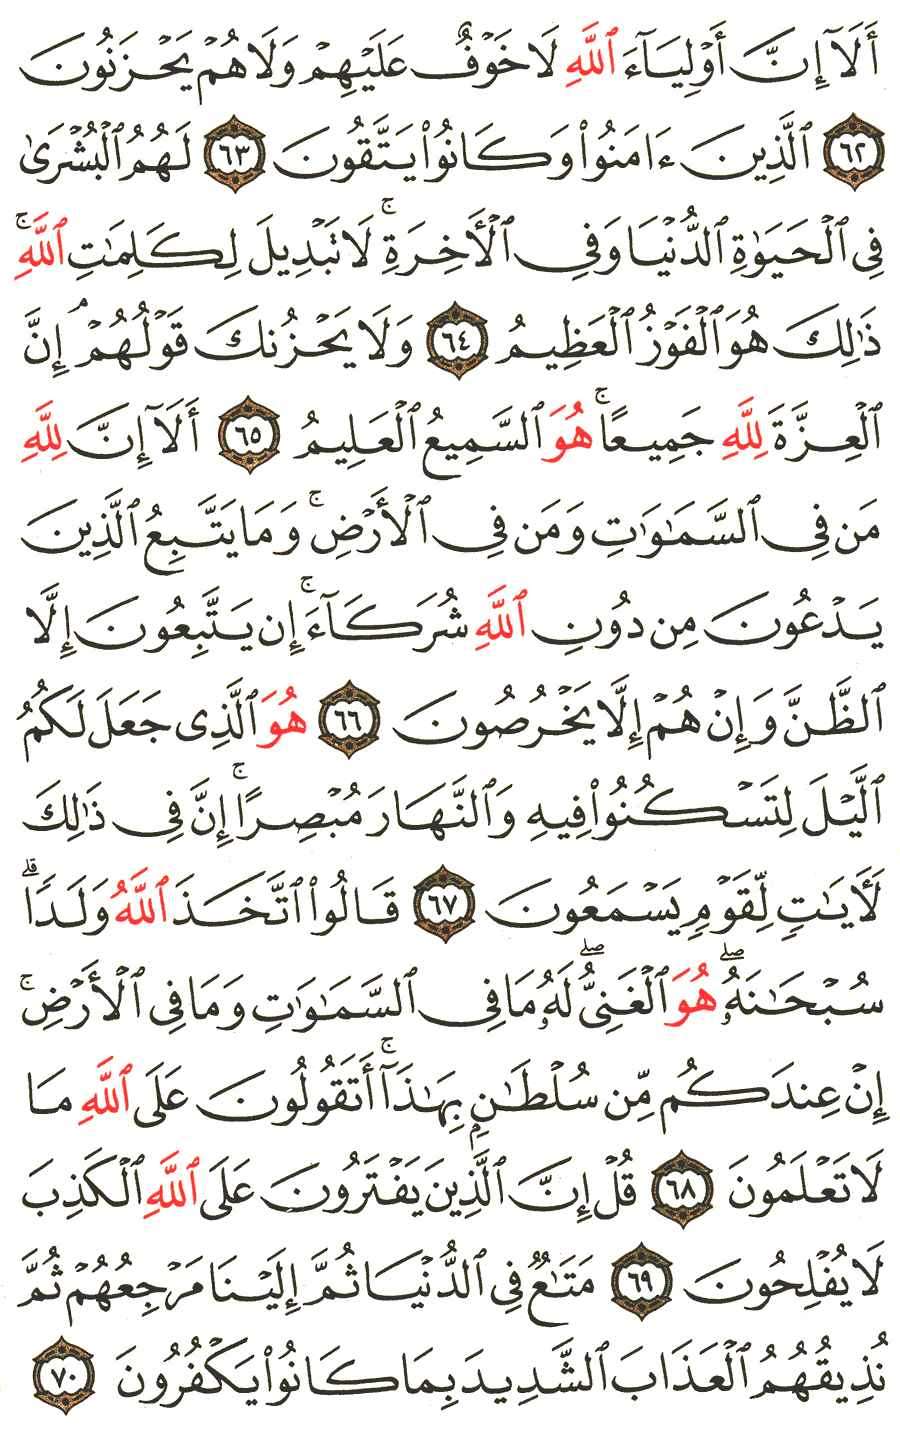 أَلَآ إِنَّ أَوْلِيَآءَ ٱللَّهِ لَا خَوْفٌ عَلَيْهِمْ وَلَا هُمْ يَحْزَنُونَ
٦٢ ٱلَّذِينَ ءَامَنُوا۟ وَكَانُوا۟ يَتَّقُونَ ٦٣ لَهُمُ ٱلْبُشْرَىٰ
فِى ٱلْحَيَوٰةِ ٱلدُّنْيَا وَفِى ٱلْـَٔاخِرَةِ ۚ لَا تَبْدِيلَ لِكَلِمَٰتِ ٱللَّهِ ۚ
ذَٰلِكَ هُوَ ٱلْفَوْزُ ٱلْعَظِيمُ ٦٤ وَلَا يَحْزُنكَ قَوْلُهُمْ ۘ إِنَّ
ٱلْعِزَّةَ لِلَّهِ جَمِيعًا ۚ هُوَ ٱلسَّمِيعُ ٱلْعَلِيمُ ٦٥ أَلَآ إِنَّ لِلَّهِ
مَن فِى ٱلسَّمَٰوَٰتِ وَمَن فِى ٱلْأَرْضِ ۗ وَمَا يَتَّبِعُ ٱلَّذِينَ
يَدْعُونَ مِن دُونِ ٱللَّهِ شُرَكَآءَ ۚ إِن يَتَّبِعُونَ إِلَّا
ٱلظَّنَّ وَإِنْ هُمْ إِلَّا يَخْرُصُونَ ٦٦ هُوَ ٱلَّذِى جَعَلَ لَكُمُ
ٱلَّيْلَ لِتَسْكُنُوا۟ فِيهِ وَٱلنَّهَارَ مُبْصِرًا ۚ إِنَّ فِى ذَٰلِكَ
لَـَٔايَٰتٍ لِّقَوْمٍ يَسْمَعُونَ ٦٧ قَالُوا۟ ٱتَّخَذَ ٱللَّهُ وَلَدًا ۗ
سُبْحَٰنَهُۥ ۖ هُوَ ٱلْغَنِىُّ ۖ لَهُۥ مَا فِى ٱلسَّمَٰوَٰتِ وَمَا فِى ٱلْأَرْضِ ۚ
إِنْ عِندَكُم مِّن سُلْطَٰنٍۭ بِهَٰذَآ ۚ أَتَقُولُونَ عَلَى ٱللَّهِ مَا
لَا تَعْلَمُونَ ٦٨ قُلْ إِنَّ ٱلَّذِينَ يَفْتَرُونَ عَلَى ٱللَّهِ ٱلْكَذِبَ
لَا يُفْلِحُونَ ٦٩ مَتَٰعٌ فِى ٱلدُّنْيَا ثُمَّ إِلَيْنَا مَرْجِعُهُمْ ثُمَّ
نُذِيقُهُمُ ٱلْعَذَابَ ٱلشَّدِيدَ بِمَا كَانُوا۟ يَكْفُرُونَ ٧٠